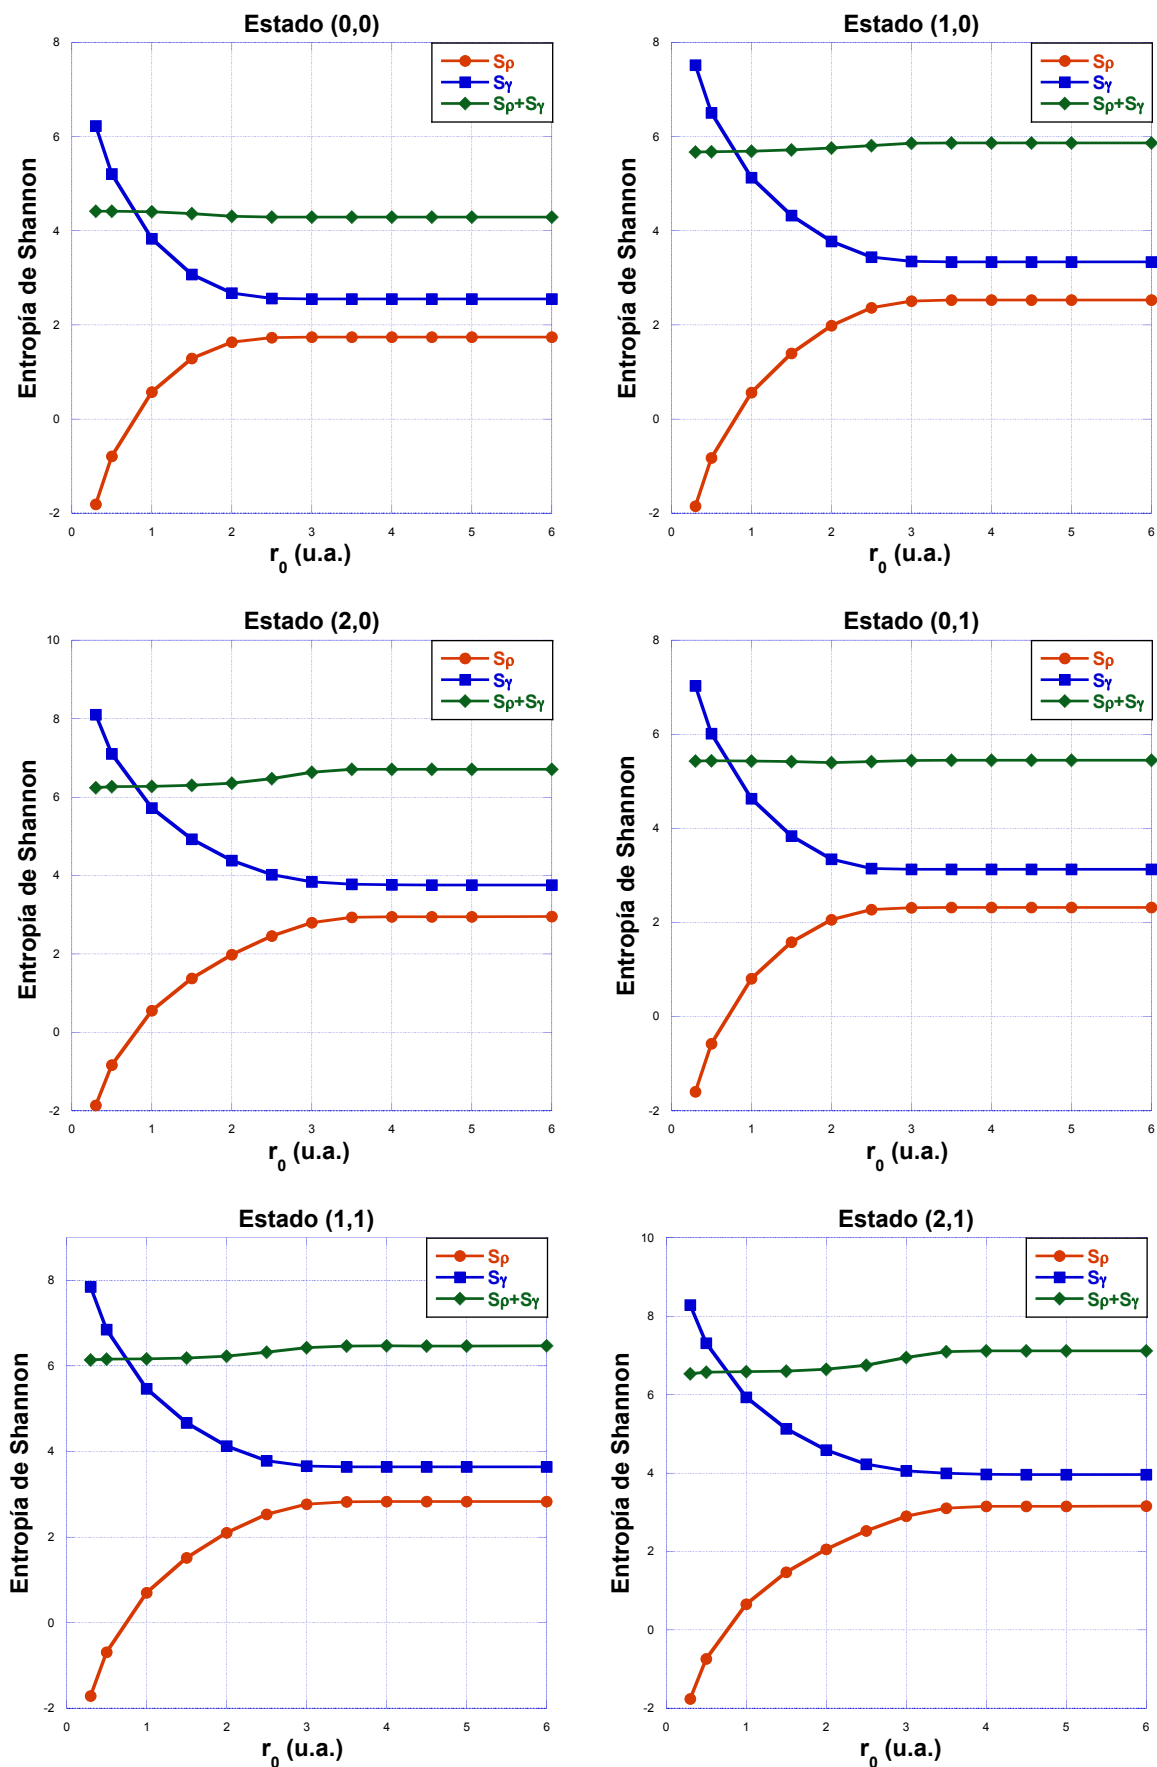 Estado (0,0)
Sρ
Sγ
Sρ+Sγ
Entropía de Shannon
8
6
4
2
0
-2
0 1 2 3 4 5 6
r0 (u.a.)
Estado (1,0)
Sρ
Sγ
Sρ+Sγ
Entropía de Shannon
8
6
4
2
0
-2
0 1 2 3 4 5 6
r0 (u.a.)
Estado (2,0)
Sρ
Sγ
Sρ+Sγ
Entropía de Shannon
10
8
6
4
2
0
-2
0 1 2 3 4 5 6
r0 (u.a.)
Estado (0,1)
Sρ
Sγ
Sρ+Sγ
Entropía de Shannon
8
6
4
2
0
-2
0 1 2 3 4 5 6
r0 (u.a.)
Estado (1,1)
Sρ
Sγ
Sρ+Sγ
Entropía de Shannon
8
6
4
2
0
-2
0 1 2 3 4 5 6
r0 (u.a.)
Estado (2,1)
Sρ
Sγ
Sρ+Sγ
Entropía de Shannon
10
8
6
4
2
0
-2
0 1 2 3 4 5 6
r0 (u.a.)